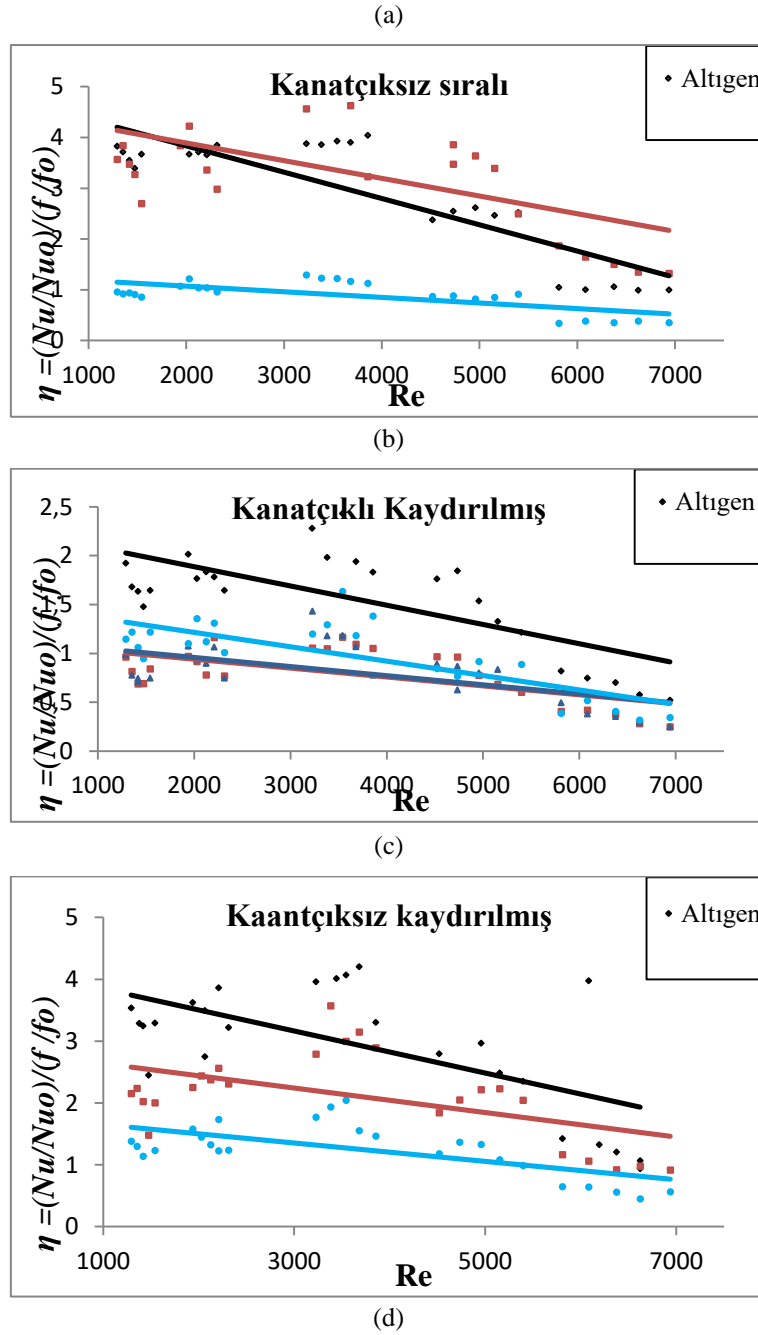 (a)
Kanatçıksız sıralı
Altıgen
η =(Nu/Nuo)/(f /fo)
5
4
3
2
1
0
1000 2000 3000 4000 5000 6000 7000
Re
(b)
Kanatçıklı Kaydırılmış
Altıgen
η =(Nu/Nuo)/(f /fo)
2,5
2
1,5
1
0,5
0
1000 2000 3000 4000 5000 6000 7000
Re
(c)
Kaantçıksız kaydırılmış
Altıgen
η =(Nu/Nuo)/(f /fo)
5
4
3
2
1
0
1000 3000 5000 7000
Re
(d)